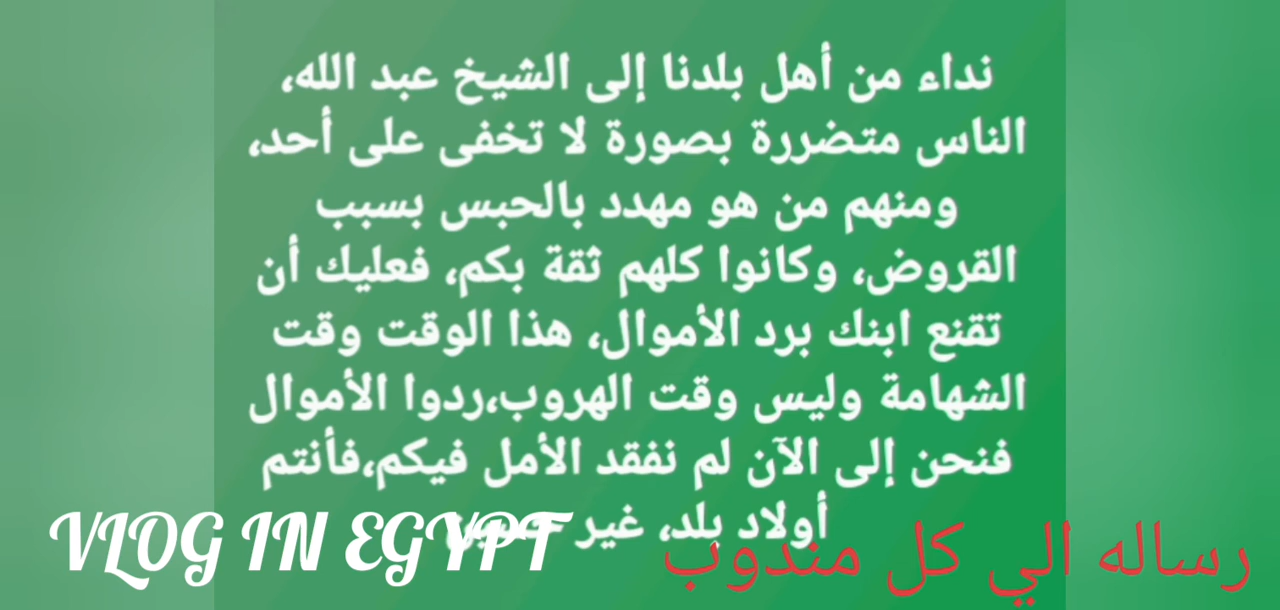 نداء من أهل بلدنا إلى الشيخ عبد الله،
الناس متضررة بصورة لا تخفى على أحد،
ومنهم من هو مهدد بالحبس بسبب
القروض، وكانوا كلهم ثقة بكم، فعليك أن
تقنع ابنك برد الأموال، هذا الوقت وقت
الشهامة وليس وقت الهروب،ردوا الأموال
فنحن إلى الآن لم نفقد الأمل فيكم،فأنتم
أولاد بلد، غير
VLOG IN EGYPT
رساله الي كل مندوب